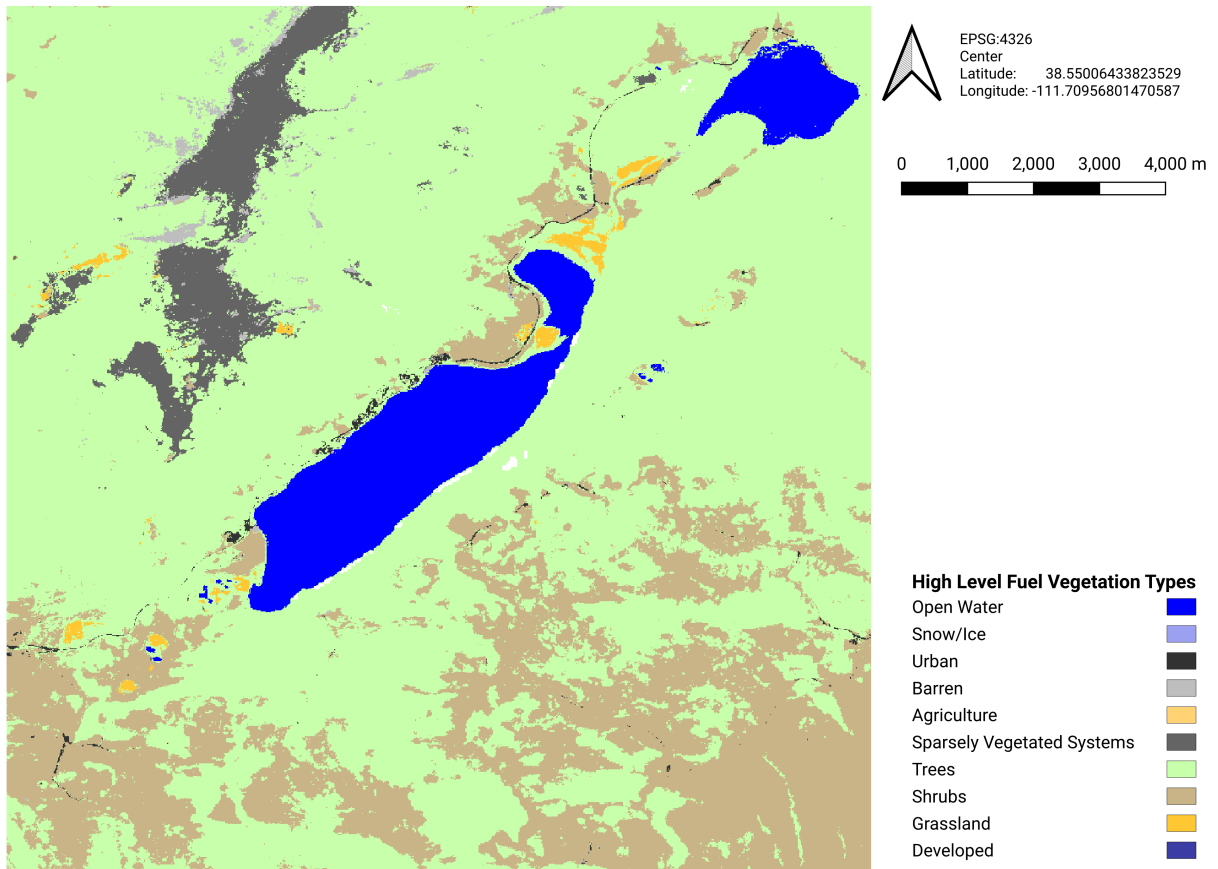 EPSG:4326
Center
Latitude: 38.55006433823529
Longitude: -111.70956801470587
0 1,000 2,000 3,000 4,000 m
High Level Fuel Vegetation Types
Open Water
Snow/Ice
Urban
Barren
Agriculture
Sparsely Vegetated Systems
Trees
Shrubs
Grassland
Developed